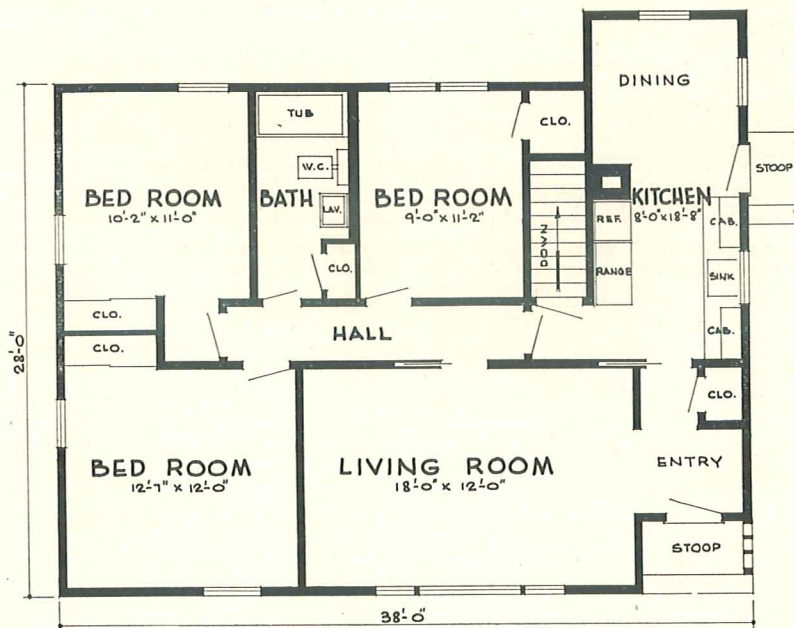 DINING
TUB
CLO.
W.C.
STOOP
BED ROOM
10'-2" x 11'-0"
BATH
LAV.
BED ROOM
9'-0" x 11'-2"
KITCHEN
8'-0" x 18'-8"
REF.
CAB.
DOWN
CLO.
RANGE
SINK
CLO.
CAB.
HALL
CLO.
CLO.
28'-0"
BED ROOM
12'-7" x 12'-0"
LIVING ROOM
18'-0" x 12'-0"
ENTRY
STOOP
38'-0"